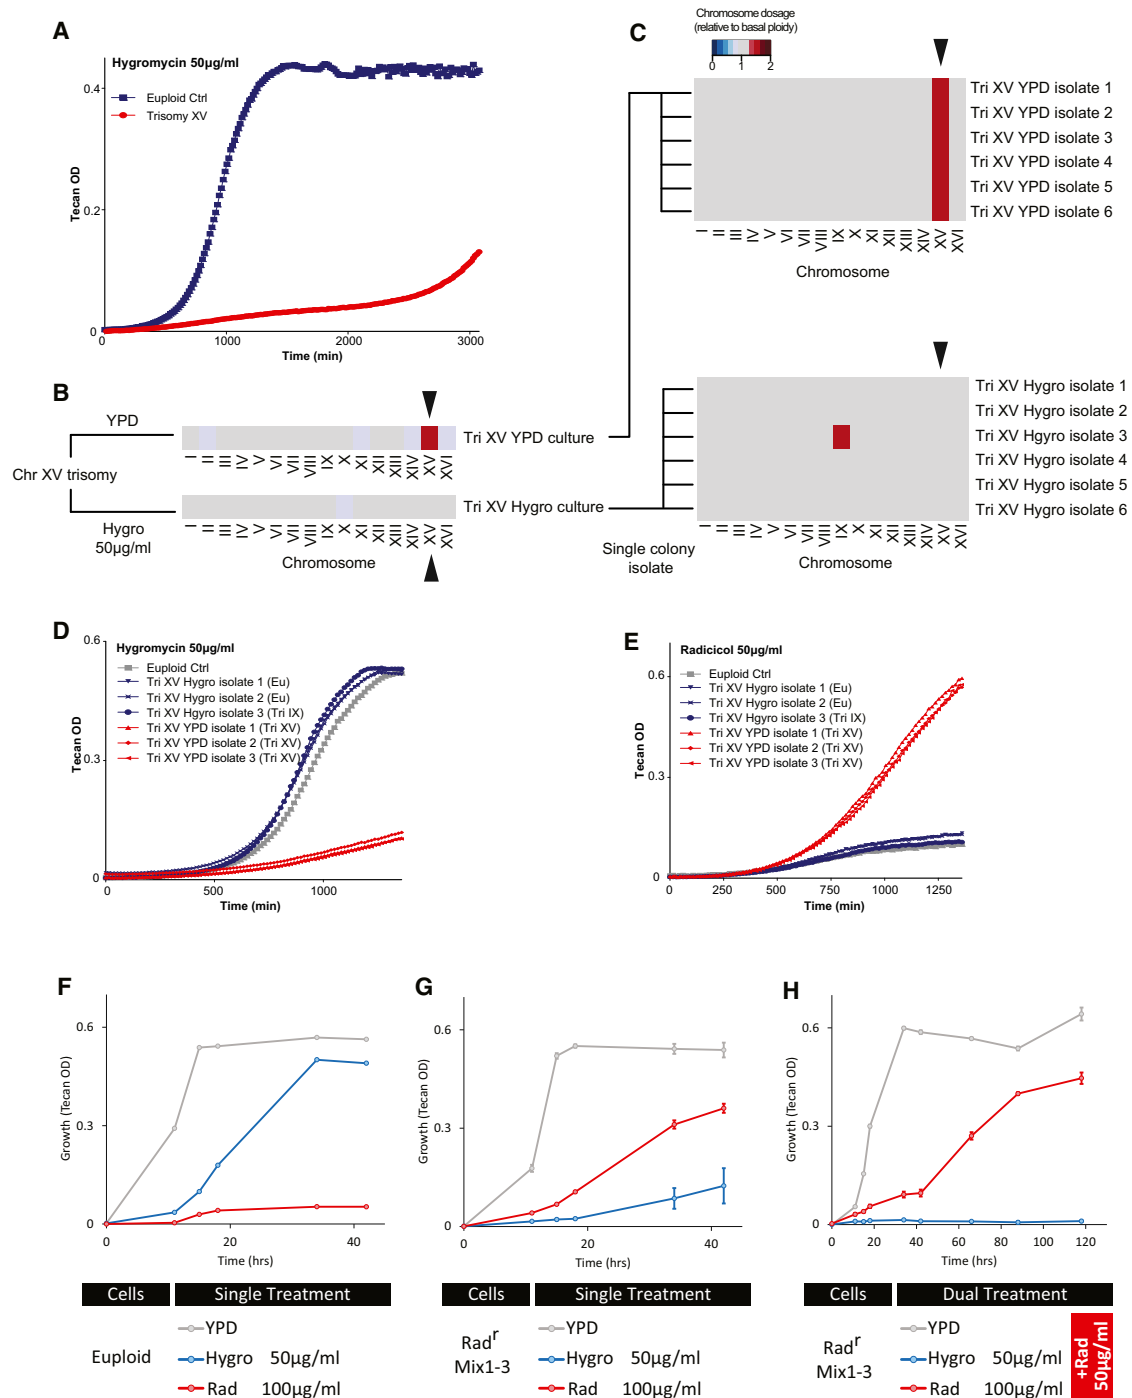 A
Hygromycin 50µg/ml
Euploid Ctrl
Trisomy XV
0.4
0.2
0
Tecan OD
0
1000
2000
3000
Time (min)
B
YPD
Chr XV trisomy
Hygro
50µg/ml
I
II
III
IV
V
VI
VII
VIII
IX
X
XI
XII
XIII
XIV
XV
XVI
Tri XV YPD culture
I
II
III
IV
V
VI
VII
VIII
IX
X
XI
XII
XIII
XIV
XV
XVI
Tri XV Hygro culture
Chromosome
C
Chromosome dosage
(relative to basal ploidy)
0
1
2
Tri XV YPD isolate 1
Tri XV YPD isolate 2
Tri XV YPD isolate 3
Tri XV YPD isolate 4
Tri XV YPD isolate 5
Tri XV YPD isolate 6
I
II
III
IV
V
VI
VII
VIII
IX
X
XI
XII
XIII
XIV
XV
XVI
Chromosome
Tri XV Hygro isolate 1
Tri XV Hygro isolate 2
Tri XV Hgyro isolate 3
Tri XV Hygro isolate 4
Tri XV Hygro isolate 5
Tri XV Hygro isolate 6
I
II
III
IV
V
VI
VII
VIII
IX
X
XI
XII
XIII
XIV
XV
XVI
Single colony
isolate
Chromosome
D
Hygromycin 50µg/ml
Euploid Ctrl
Tri XV Hygro isolate 1 (Eu)
Tri XV Hygro isolate 2 (Eu)
Tri XV Hgyro isolate 3 (Tri IX)
Tri XV YPD isolate 1 (Tri XV)
Tri XV YPD isolate 2 (Tri XV)
Tri XV YPD isolate 3 (Tri XV)
0.6
0.3
0
Tecan OD
0
500
1000
Time (min)
E
Radicicol 50µg/ml
Euploid Ctrl
Tri XV Hygro isolate 1 (Eu)
Tri XV Hygro isolate 2 (Eu)
Tri XV Hgyro isolate 3 (Tri IX)
Tri XV YPD isolate 1 (Tri XV)
Tri XV YPD isolate 2 (Tri XV)
Tri XV YPD isolate 3 (Tri XV)
0.6
0.3
0
Tecan OD
0
250
500
750
1000
1250
Time (min)
F
0.6
0.3
0
Growth (Tecan OD)
0
20
40
Time (hrs)
Cells
Single Treatment
Euploid
YPD
Hygro 50µg/ml
Rad 100µg/ml
G
0.6
0.3
0
Growth (Tecan OD)
0
20
40
Time (hrs)
Cells
Single Treatment
Radr
Mix1-3
YPD
Hygro 50µg/ml
Rad 100µg/ml
H
0.6
0.3
0
Growth (Tecan OD)
0
20
40
60
80
100
120
Time (hrs)
Cells
Dual Treatment
Radr
Mix1-3
YPD
Hygro 50µg/ml
Rad 100µg/ml
+Rad
50µg/ml